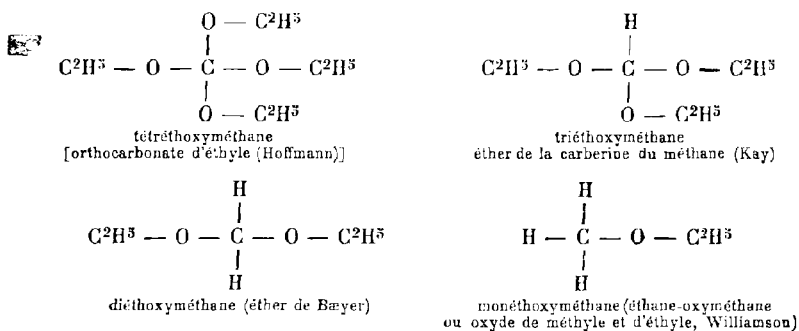 O — C²H⁵
C²H⁵ — O — C — O — C²H⁵
O — C²H⁵
tétréthoxyméthane
[orthocarbonate d'éthyle (Hoffmann)]
H
C²H⁵ — O — C — O — C²H⁵
O — C²H⁵
triéthoxyméthane
éther de la carberine du méthane (Kay)
H
C²H⁵ — O — C — O — C²H⁵
H
diéthoxyméthane (éther de Bæyer)
H
H — C — O — C²H⁵
H
monéthoxyméthane (éthane-oxyméthane
ou oxyde de méthyle et d'éthyle, Williamson)